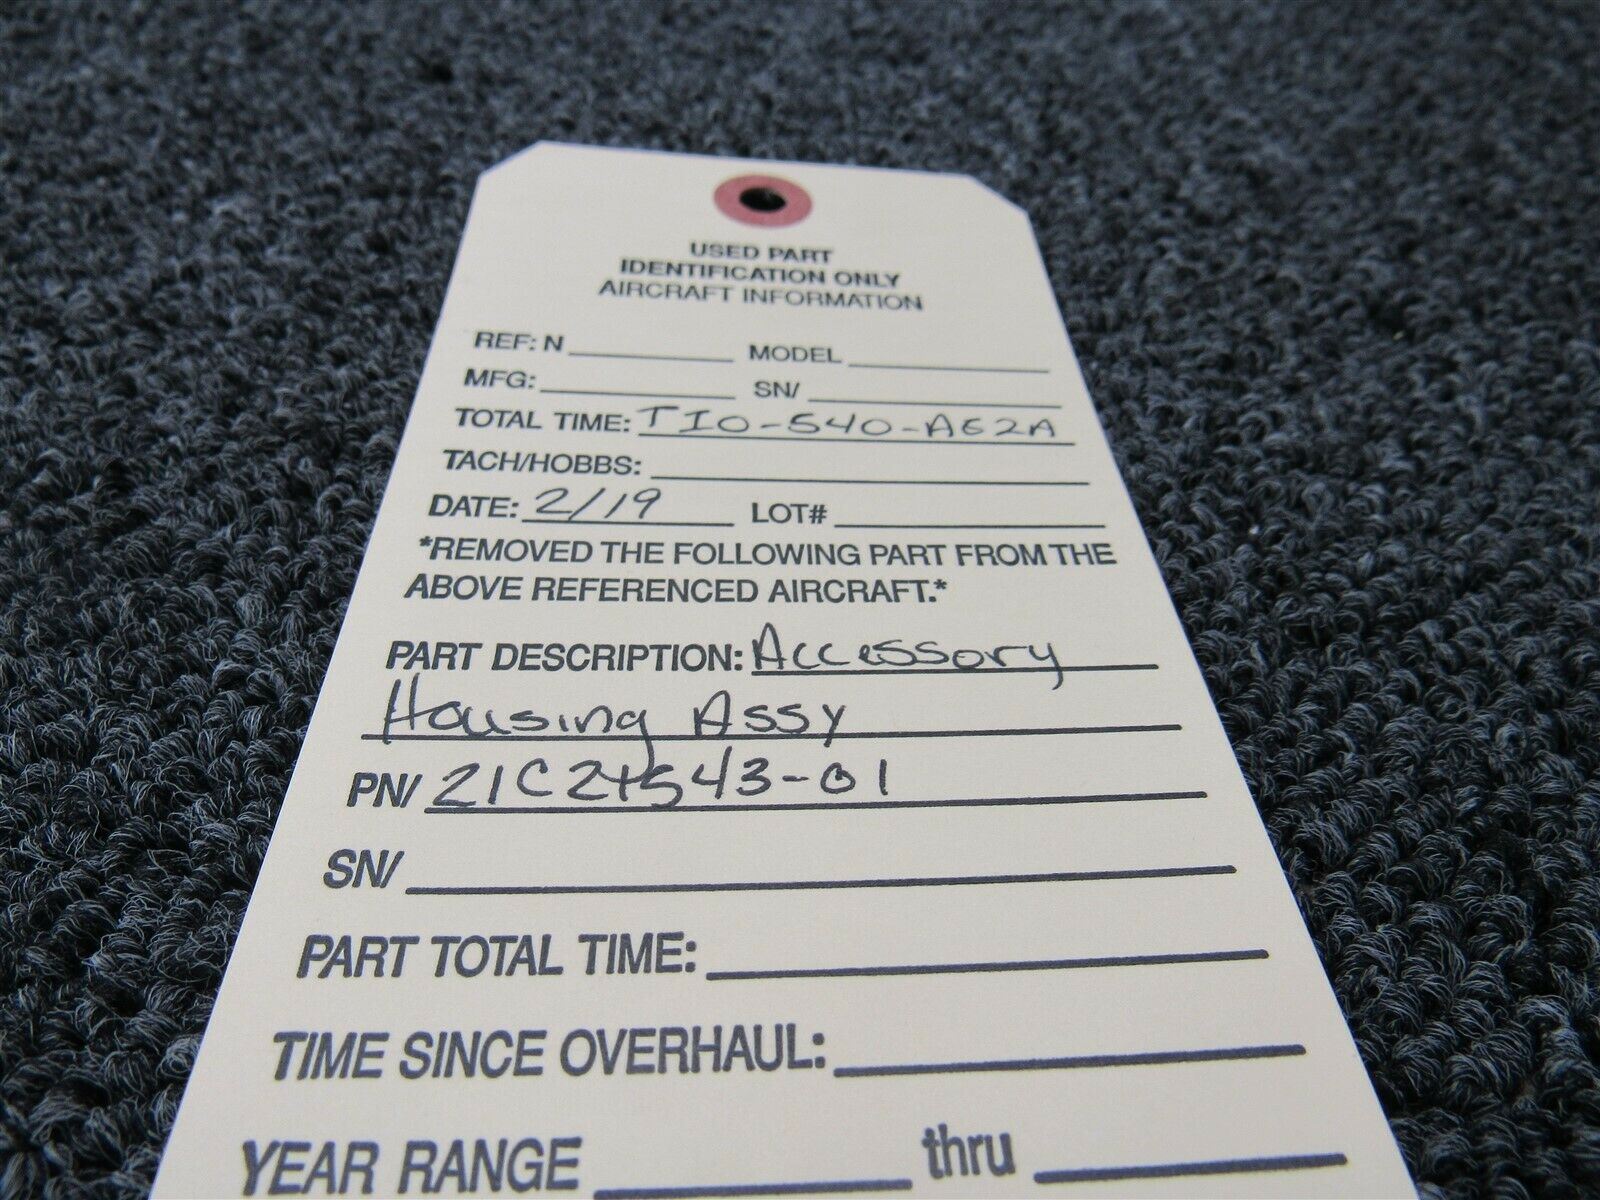 USED PART
IDENTIFICATION ONLY
AIRCRAFT INFORMATION
REF: N MODEL
MFG: SN/
TOTAL TIME: TIO-540-AE2A
TACH/HOBBS:
DATE: 2/19 LOT#
*REMOVED THE FOLLOWING PART FROM THE
ABOVE REFERENCED AIRCRAFT.*
PART DESCRIPTION: Accessory
Housing Assy
PN/ 21C21543-01
SN/
PART TOTAL TIME:
TIME SINCE OVERHAUL:
YEAR RANGE thru